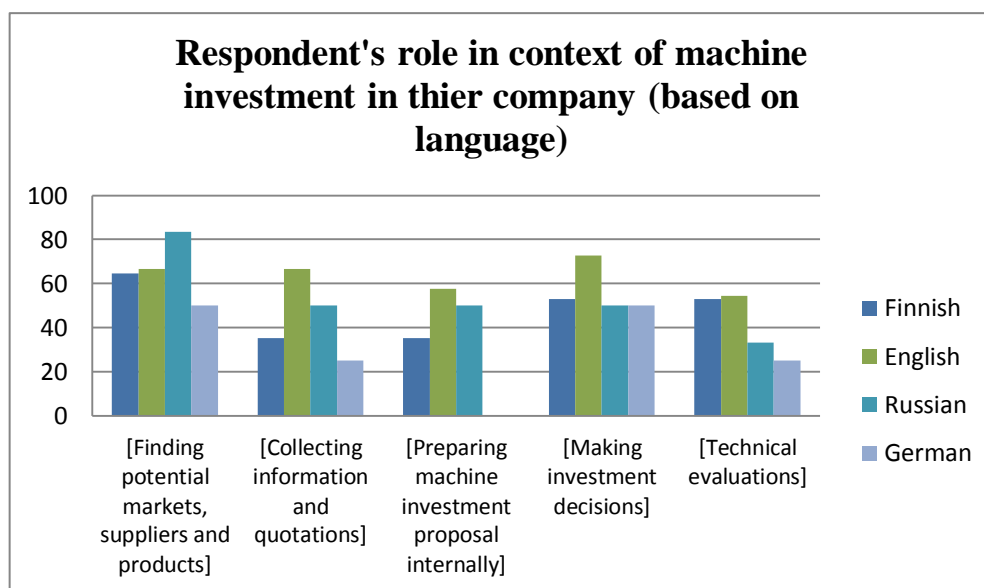 Respondent's role in context of machine
investment in thier company (based on
language)
100
80
60
40
20
0
[Finding
potential
markets,
suppliers and
products]
[Collecting
information
and
quotations]
[Preparing
machine
investment
proposal
internally]
[Making
investment
decisions]
[Technical
evaluations]
Finnish
English
Russian
German